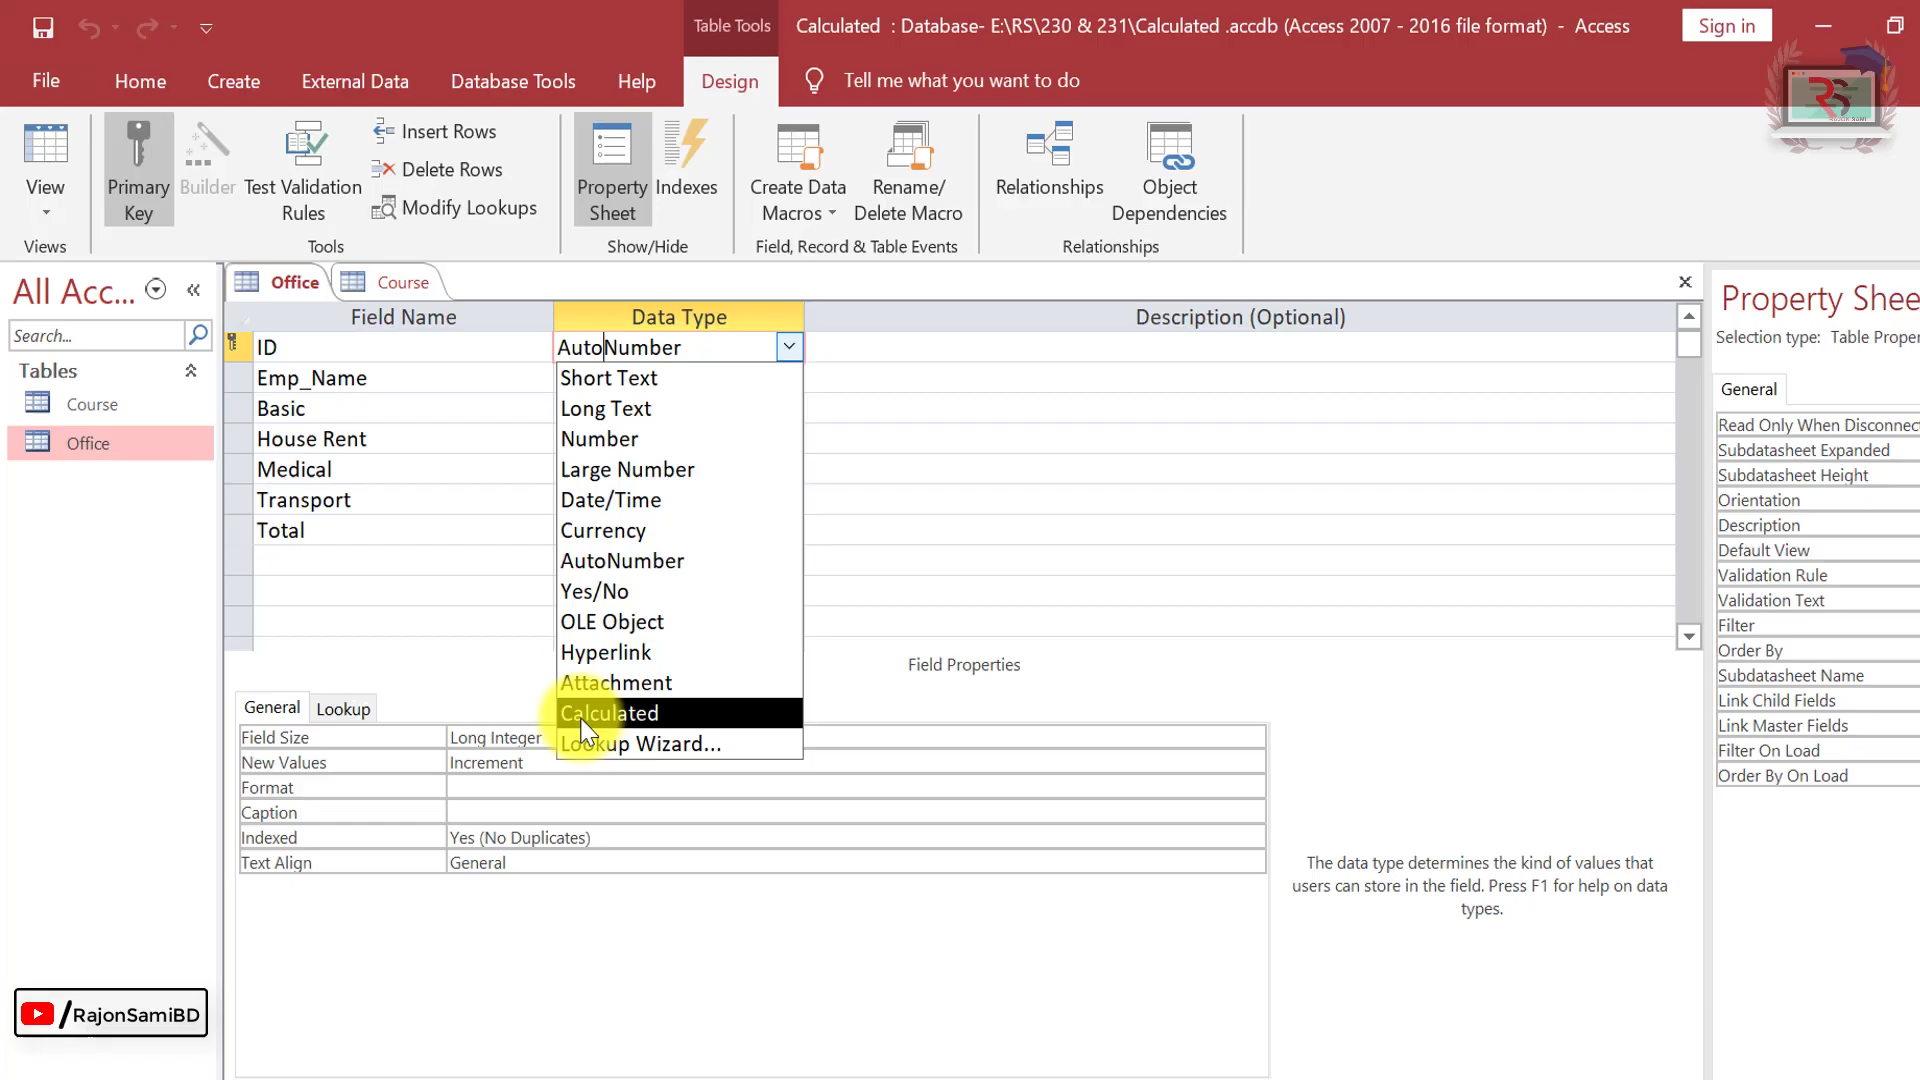 Table Tools
Calculated : Database- E:\RS\230 & 231\Calculated .accdb (Access 2007 - 2016 file format) - Access
Sign in
File
Home
Create
External Data
Database Tools
Help
Design
Tell me what you want to do
RS
RAJON SAMI
View
Primary Key
Builder
Test Validation Rules
Insert Rows
Delete Rows
Modify Lookups
Property Sheet
Indexes
Create Data Macros
Rename/ Delete Macro
Relationships
Object Dependencies
Views
Tools
Show/Hide
Field, Record & Table Events
Relationships
All Acc...
Search...
Tables
Course
Office
Office
Course
Field Name
Data Type
Description (Optional)
ID
AutoNumber
Emp_Name
Basic
House Rent
Medical
Transport
Total
Short Text
Long Text
Number
Large Number
Date/Time
Currency
AutoNumber
Yes/No
OLE Object
Hyperlink
Attachment
Calculated
Lookup Wizard...
Field Properties
General
Lookup
Field Size
Long Integer
New Values
Increment
Format
Caption
Indexed
Yes (No Duplicates)
Text Align
General
The data type determines the kind of values that
users can store in the field. Press F1 for help on data
types.
Property Shee
Selection type: Table Proper
General
Read Only When Disconnect
Subdatasheet Expanded
Subdatasheet Height
Orientation
Description
Default View
Validation Rule
Validation Text
Filter
Order By
Subdatasheet Name
Link Child Fields
Link Master Fields
Filter On Load
Order By On Load
/RajonSamiBD